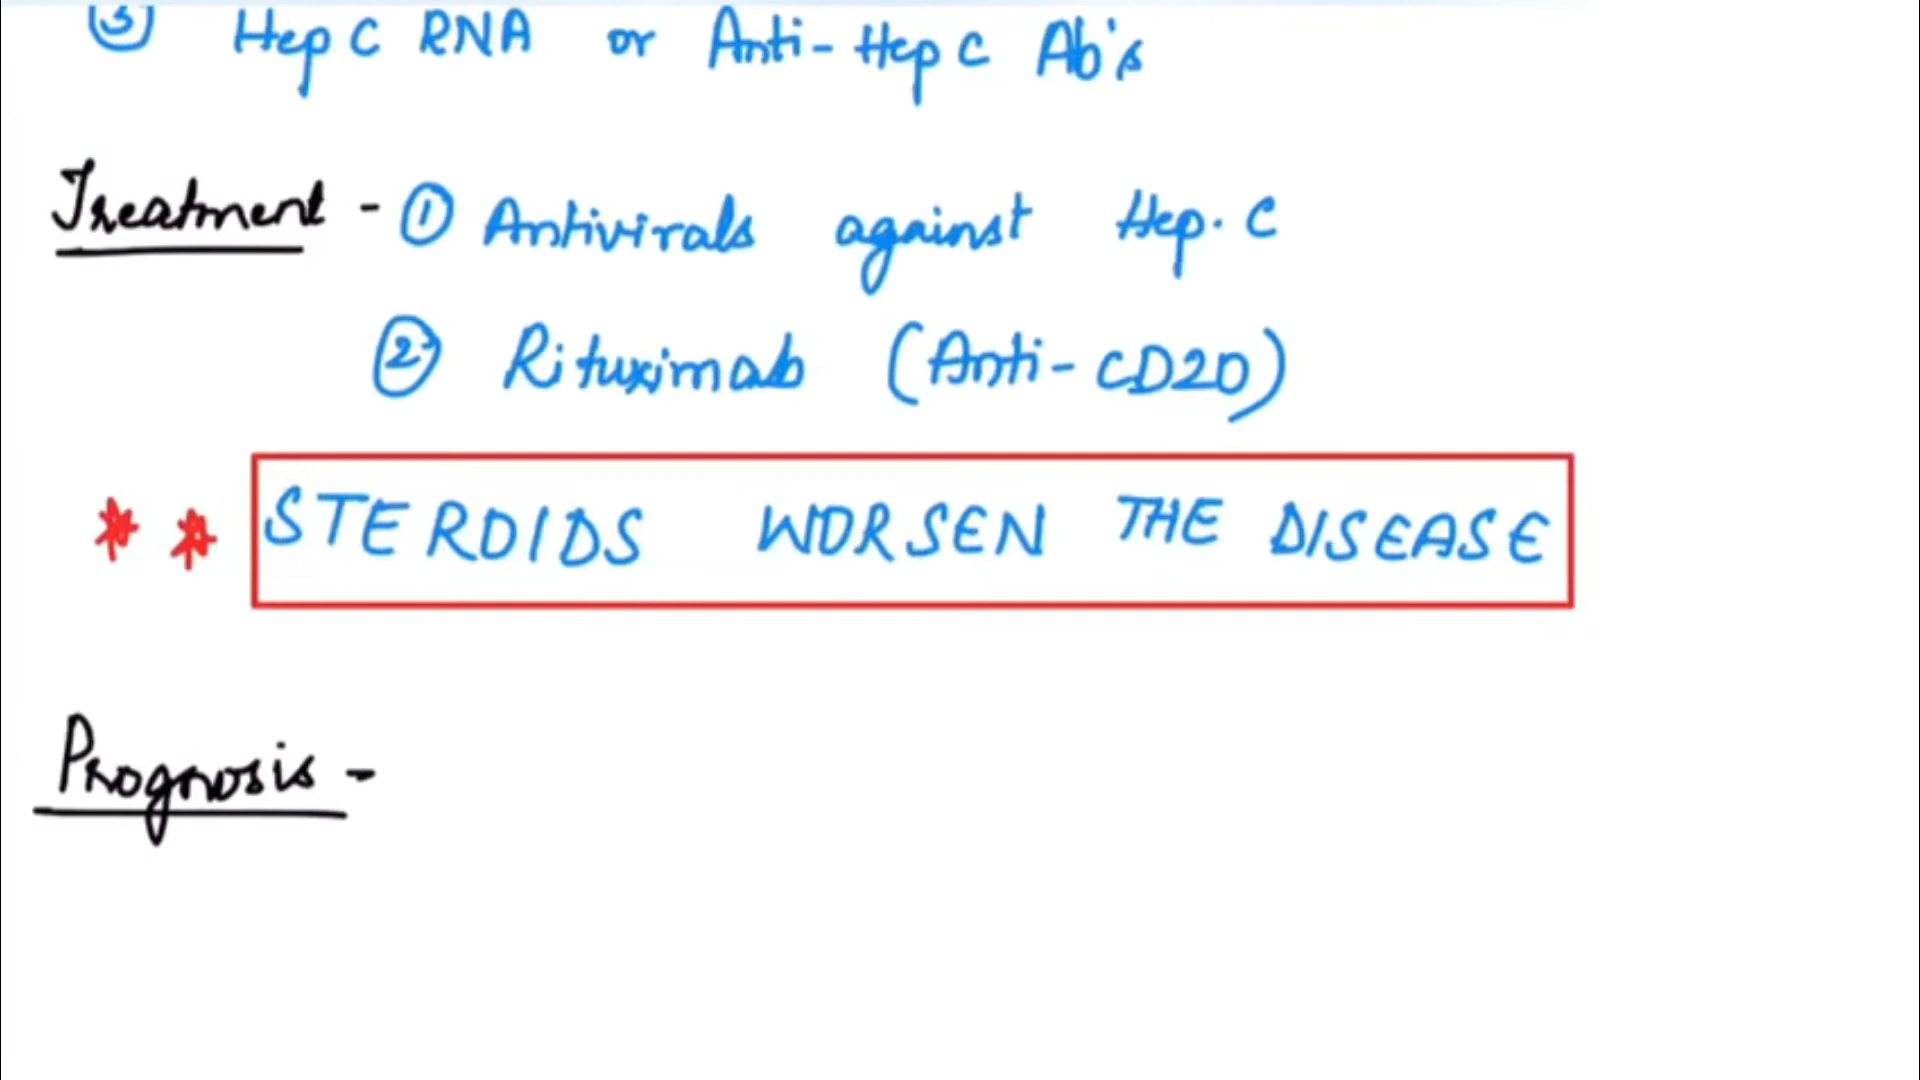 ③ Hep C RNA or Anti-Hep C Ab's
Treatment - ① Antivirals against Hep. C
② Rituximab (Anti-CD20)
** STEROIDS WORSEN THE DISEASE
Prognosis -